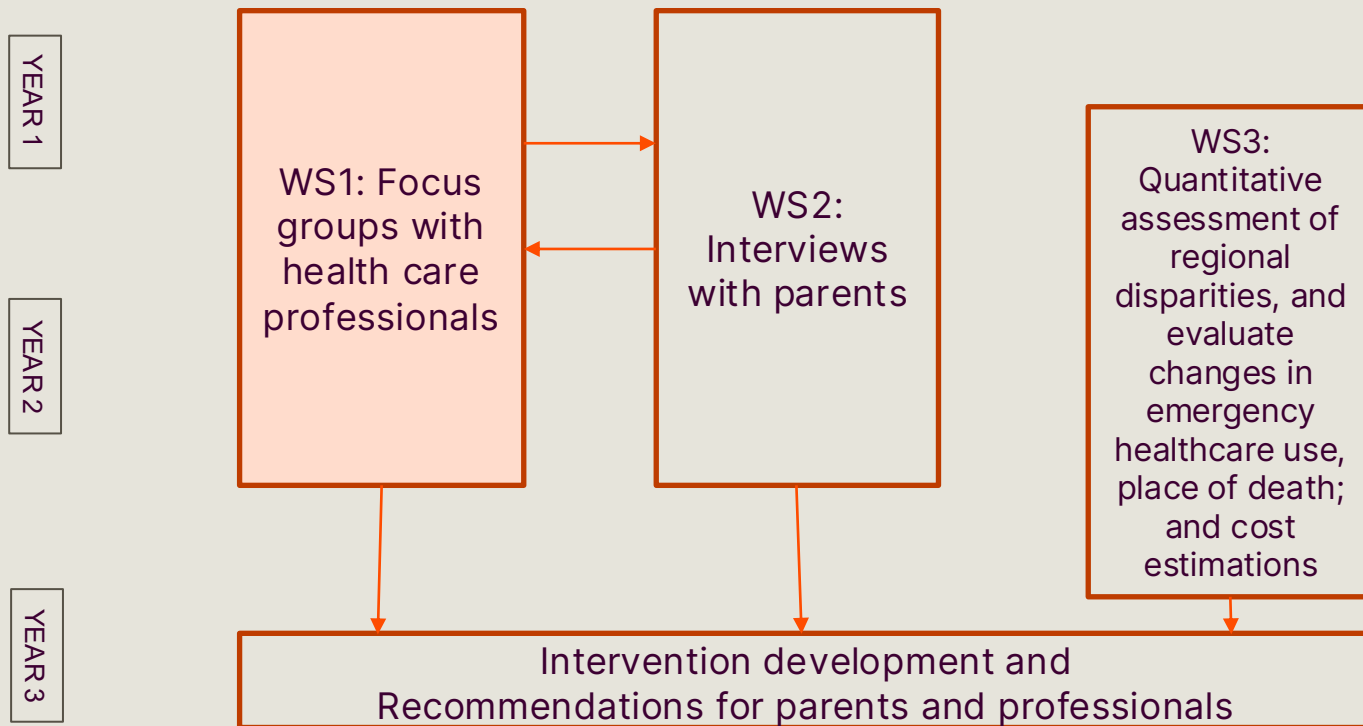 YEAR 1
YEAR 2
YEAR 3
WS1: Focus
groups with
health care
professionals
WS2:
Interviews
with parents
WS3:
Quantitative
assessment of
regional
disparities, and
evaluate
changes in
emergency
healthcare use,
place of death;
and cost
estimations
Intervention development and
Recommendations for parents and professionals